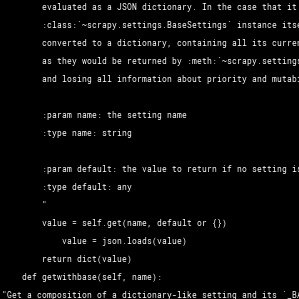 evaluated as a JSON dictionary. In the case that it
:class:`~scrapy.settings.BaseSettings` instance itse
converted to a dictionary, containing all its curren
as they would be returned by :meth:`~scrapy.settings
and losing all information about priority and mutabi
:param name: the setting name
:type name: string
:param default: the value to return if no setting is
:type default: any
"
value = self.get(name, default or {})
value = json.loads(value)
return dict(value)
def getwithbase(self, name):
"Get a composition of a dictionary-like setting and its `_BA